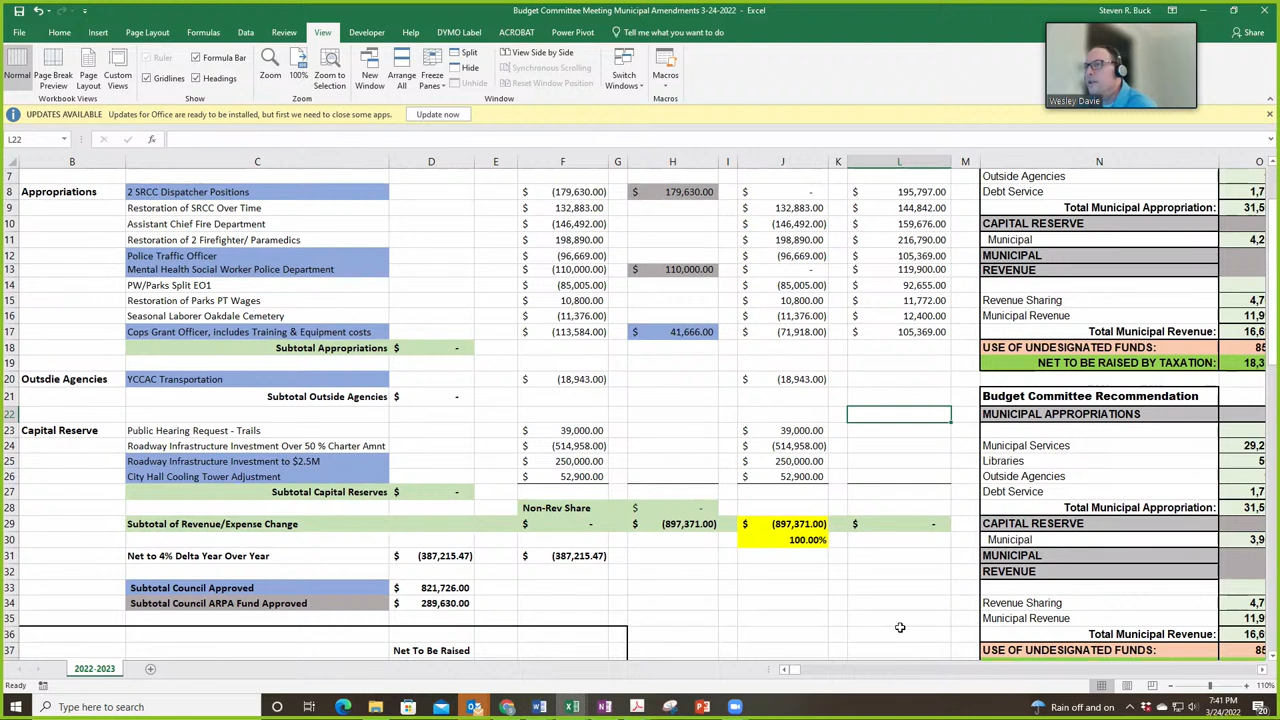 Budget Committee Meeting Municipal Amendments 3-24-2022 - Excel
Steven R. Buck
File Home Insert Page Layout Formulas Data Review View Developer Help DYMO Label ACROBAT Power Pivot Tell me what you want to do Share
Normal Page Break Preview Page Layout Custom Views
Ruler Formula Bar
Gridlines Headings
Zoom 100% Zoom to Selection
New Window Arrange All Freeze Panes
Split
Hide
Unhide
View Side by Side
Synchronous Scrolling
Reset Window Position
Switch Windows Macros
Workbook Views Show Zoom Window Macros
Wesley Davie
UPDATES AVAILABLE Updates for Office are ready to be installed, but first we need to close some apps. Update now
L22 fx
B C D E F G H I J K L M N O
7 Outside Agencies
8 Appropriations 2 SRCC Dispatcher Positions $ (179,630.00) $ 179,630.00 $ - $ 195,797.00 Debt Service 1,7
9 Restoration of SRCC Over Time $ 132,883.00 $ 132,883.00 $ 144,842.00 Total Municipal Appropriation: 31,5
10 Assistant Chief Fire Department $ (146,492.00) $ (146,492.00) $ 159,676.00 CAPITAL RESERVE
11 Restoration of 2 Firefighter/ Paramedics $ 198,890.00 $ 198,890.00 $ 216,790.00 Municipal 4,2
12 Police Traffic Officer $ (96,669.00) $ (96,669.00) $ 105,369.00 MUNICIPAL
13 Mental Health Social Worker Police Department $ (110,000.00) $ 110,000.00 $ - $ 119,900.00 REVENUE
14 PW/Parks Split EO1 $ (85,005.00) $ (85,005.00) $ 92,655.00
15 Restoration of Parks PT Wages $ 10,800.00 $ 10,800.00 $ 11,772.00 Revenue Sharing 4,7
16 Seasonal Laborer Oakdale Cemetery $ (11,376.00) $ (11,376.00) $ 12,400.00 Municipal Revenue 11,9
17 Cops Grant Officer, includes Training & Equipment costs $ (113,584.00) $ 41,666.00 $ (71,918.00) $ 105,369.00 Total Municipal Revenue: 16,6
18 Subtotal Appropriations $ - USE OF UNDESIGNATED FUNDS: 85
19 NET TO BE RAISED BY TAXATION: 18,3
20 Outsdie Agencies YCCAC Transportation $ (18,943.00) $ (18,943.00)
21 Subtotal Outside Agencies $ - Budget Committee Recommendation
22 MUNICIPAL APPROPRIATIONS
23 Capital Reserve Public Hearing Request - Trails $ 39,000.00 $ 39,000.00
24 Roadway Infrastructure Investment Over 50 % Charter Amnt $ (514,958.00) $ (514,958.00) Municipal Services 29,2
25 Roadway Infrastructure Investment to $2.5M $ 250,000.00 $ 250,000.00 Libraries 5
26 City Hall Cooling Tower Adjustment $ 52,900.00 $ 52,900.00 Outside Agencies
27 Subtotal Capital Reserves $ - Debt Service 1,7
28 Non-Rev Share $ - Total Municipal Appropriation: 31,5
29 Subtotal of Revenue/Expense Change $ - $ (897,371.00) $ (897,371.00) $ - CAPITAL RESERVE
30 100.00% Municipal 3,9
31 Net to 4% Delta Year Over Year $ (387,215.47) $ (387,215.47) MUNICIPAL
32 REVENUE
33 Subtotal Council Approved $ 821,726.00
34 Subtotal Council ARPA Fund Approved $ 289,630.00 Revenue Sharing 4,7
35 Municipal Revenue 11,9
36 Total Municipal Revenue: 16,6
37 Net To Be Raised USE OF UNDESIGNATED FUNDS: 85
2022-2023
Ready 110%
Type here to search
Rain off and on 7:41 PM 3/24/2022 20